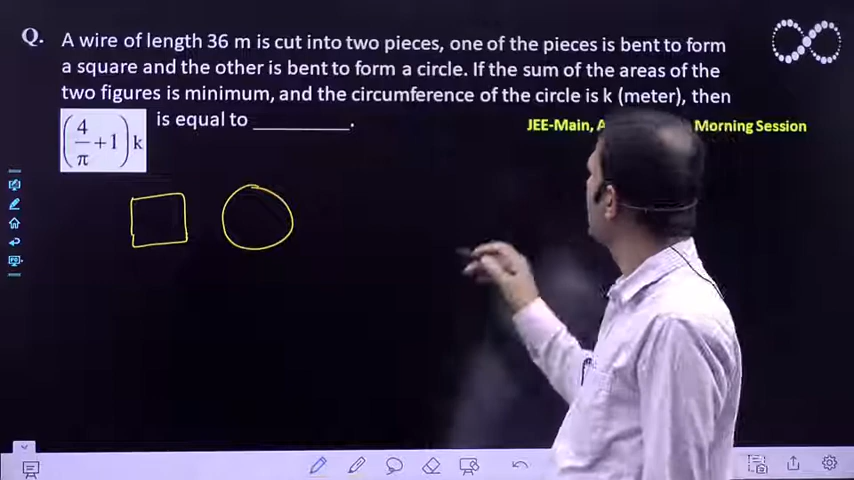 Q. A wire of length 36 m is cut into two pieces, one of the pieces is bent to form
a square and the other is bent to form a circle. If the sum of the areas of the
two figures is minimum, and the circumference of the circle is k (meter), then
(4/π + 1) k is equal to __________.
JEE-Main, A Morning Session